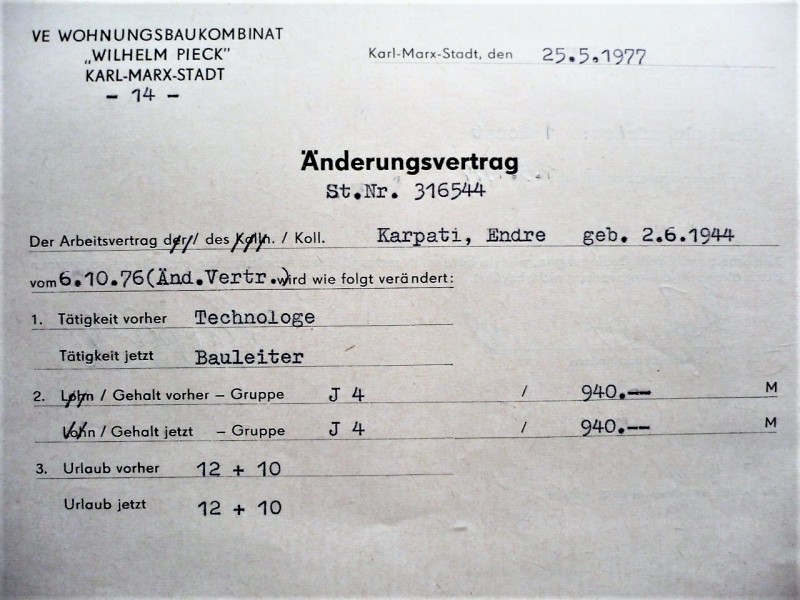 VE WOHNUNGSBAUKOMBINAT
„WILHELM PIECK"
KARL-MARX-STADT
- 14 -
Karl-Marx-Stadt, den 25.5.1977
Änderungsvertrag
St.Nr. 316544
Der Arbeitsvertrag der / des Kolln. / Koll. Karpati, Endre geb. 2.6.1944
vom 6.10.76(Änd.Vertr.)wird wie folgt verändert:
1. Tätigkeit vorher Technologe
Tätigkeit jetzt Bauleiter
2. Lohn / Gehalt vorher – Gruppe J 4 / 940.-- M
Lohn / Gehalt jetzt – Gruppe J 4 / 940.-- M
3. Urlaub vorher 12 + 10
Urlaub jetzt 12 + 10